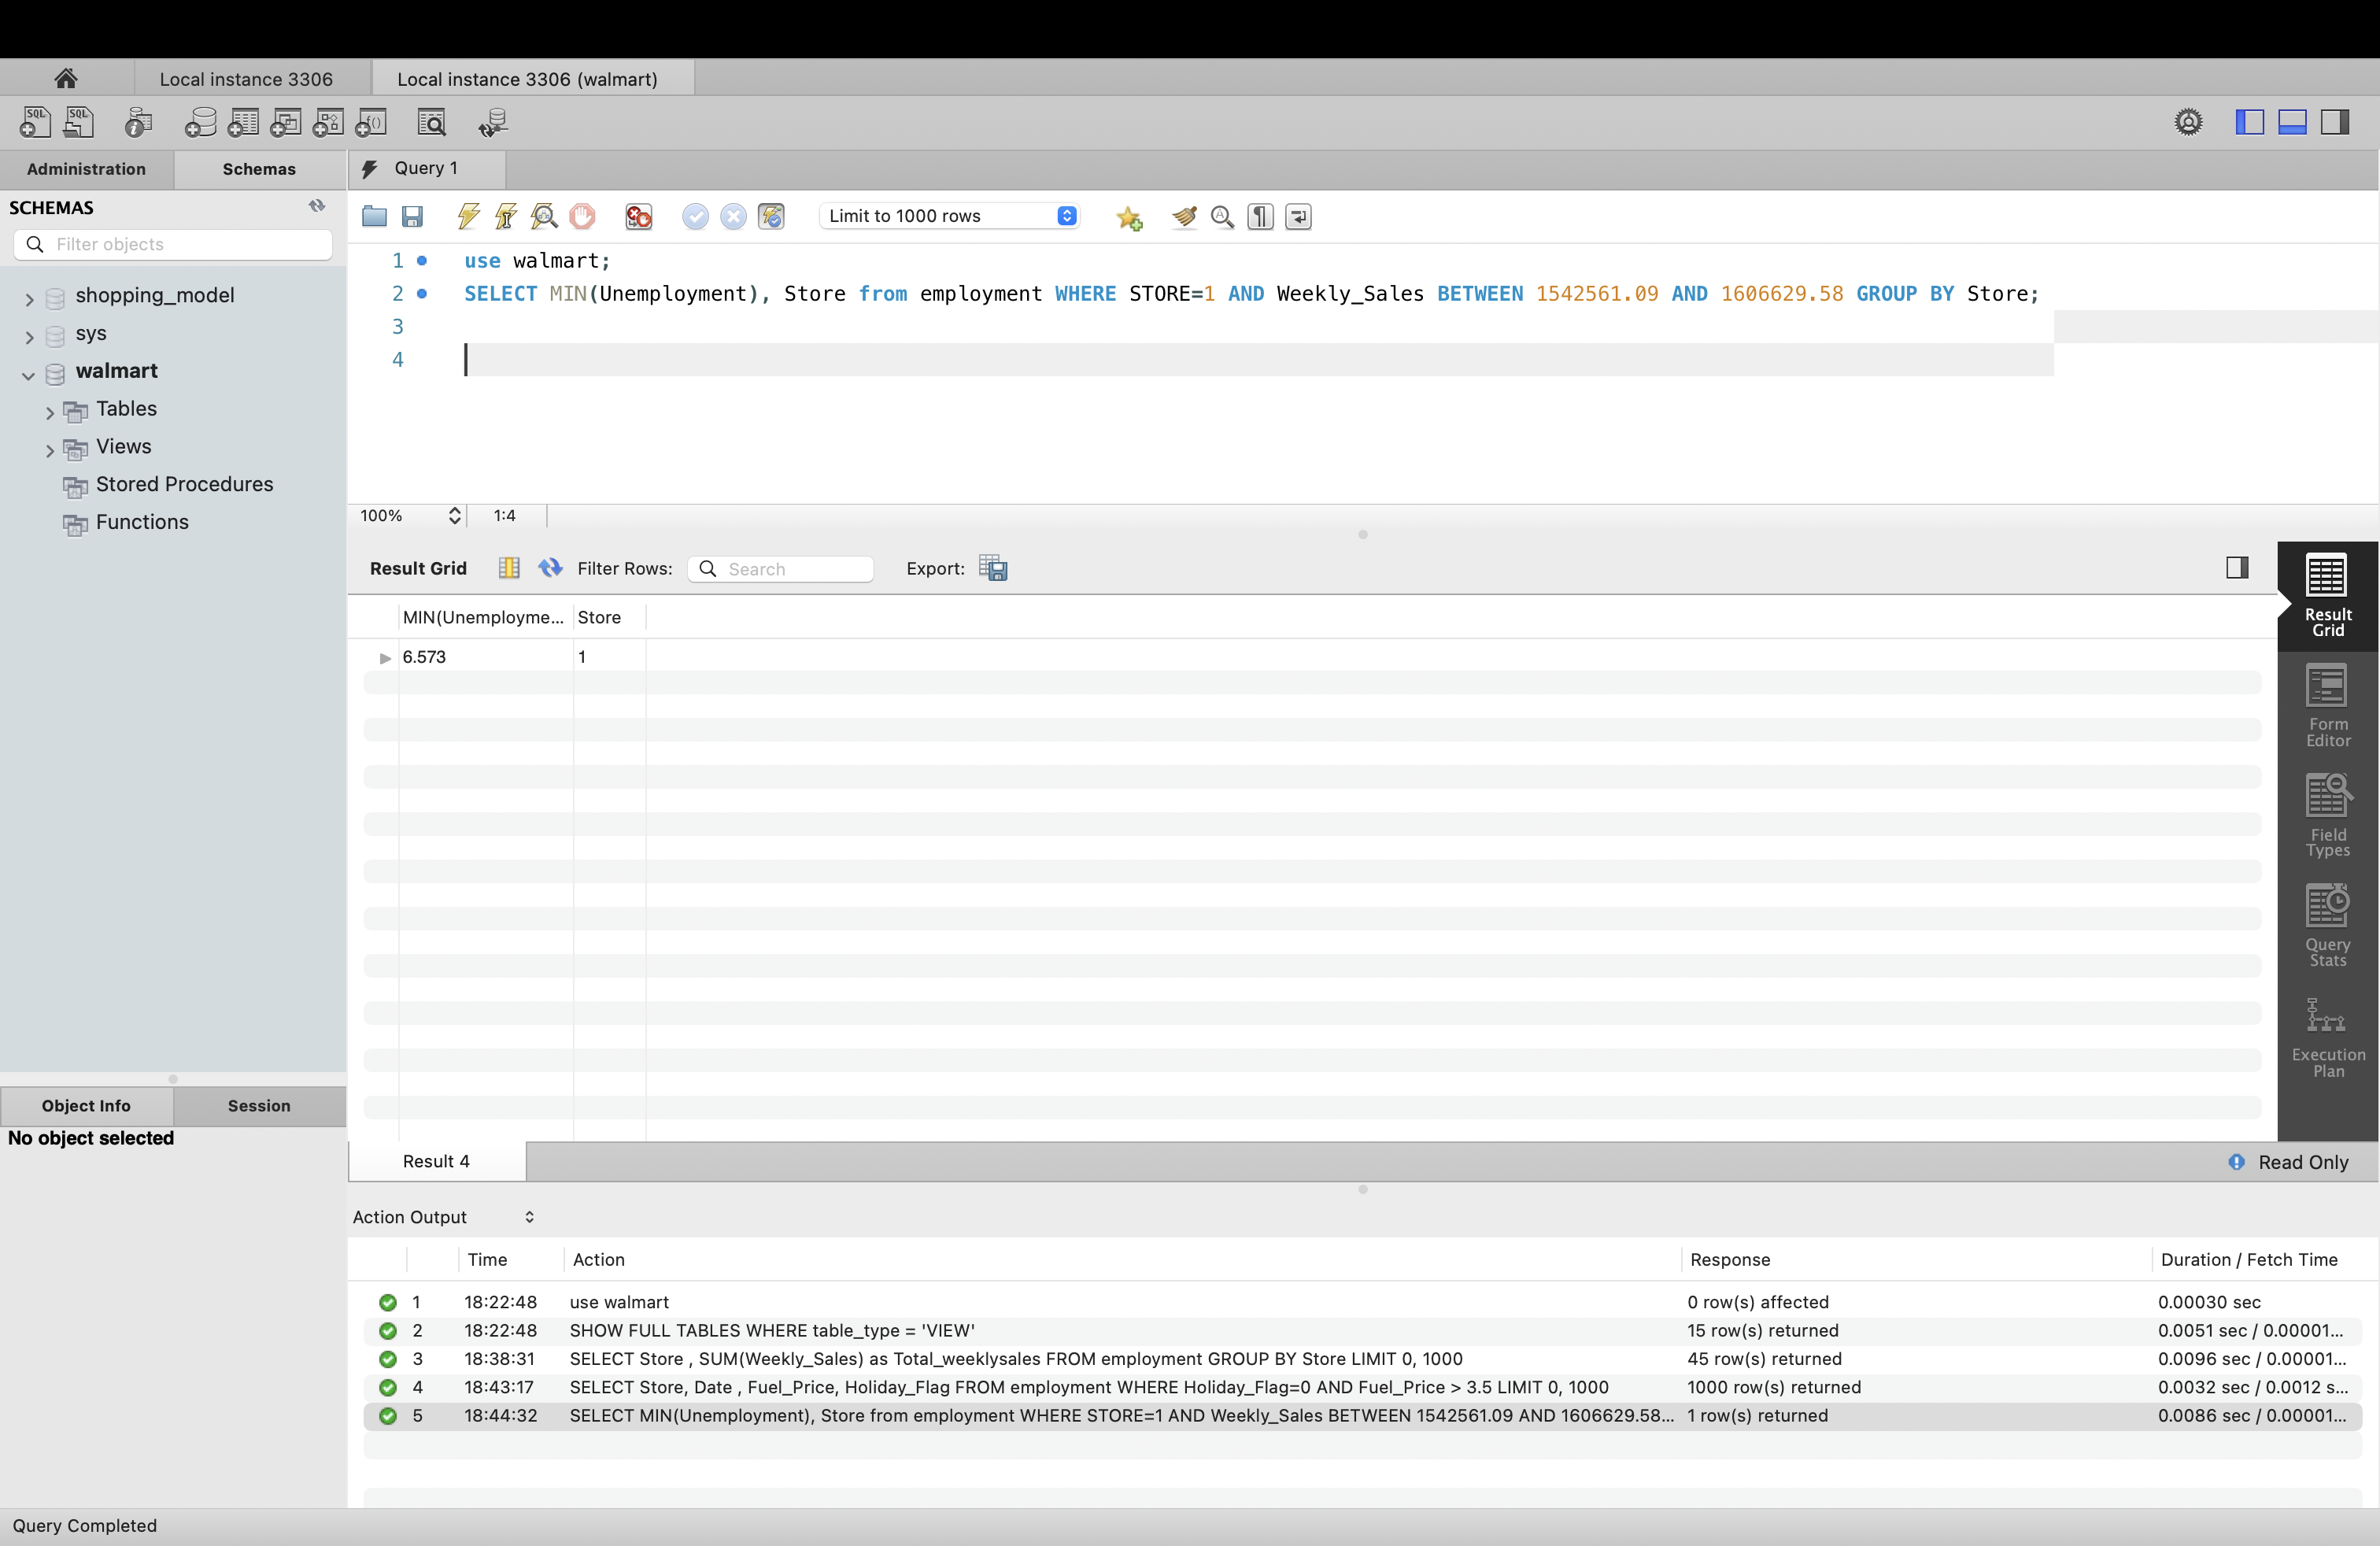 Local instance 3306
Local instance 3306 (walmart)
Administration
Schemas
Query 1
SCHEMAS
Filter objects
Limit to 1000 rows
1 use walmart;
2 SELECT MIN(Unemployment), Store from employment WHERE STORE=1 AND Weekly_Sales BETWEEN 1542561.09 AND 1606629.58 GROUP BY Store;
3
4
shopping_model
sys
walmart
Tables
Views
Stored Procedures
Functions
100% 1:4
Result Grid Filter Rows: Search Export:
MIN(Unemployme... Store
6.573 1
Result Grid
Form Editor
Field Types
Query Stats
Execution Plan
Object Info Session
No object selected
Result 4
Read Only
Action Output
Time Action Response Duration / Fetch Time
1 18:22:48 use walmart 0 row(s) affected 0.00030 sec
2 18:22:48 SHOW FULL TABLES WHERE table_type = 'VIEW' 15 row(s) returned 0.0051 sec / 0.00001...
3 18:38:31 SELECT Store , SUM(Weekly_Sales) as Total_weeklysales FROM employment GROUP BY Store LIMIT 0, 1000 45 row(s) returned 0.0096 sec / 0.00001...
4 18:43:17 SELECT Store, Date , Fuel_Price, Holiday_Flag FROM employment WHERE Holiday_Flag=0 AND Fuel_Price > 3.5 LIMIT 0, 1000 1000 row(s) returned 0.0032 sec / 0.0012 s...
5 18:44:32 SELECT MIN(Unemployment), Store from employment WHERE STORE=1 AND Weekly_Sales BETWEEN 1542561.09 AND 1606629.58... 1 row(s) returned 0.0086 sec / 0.00001...
Query Completed